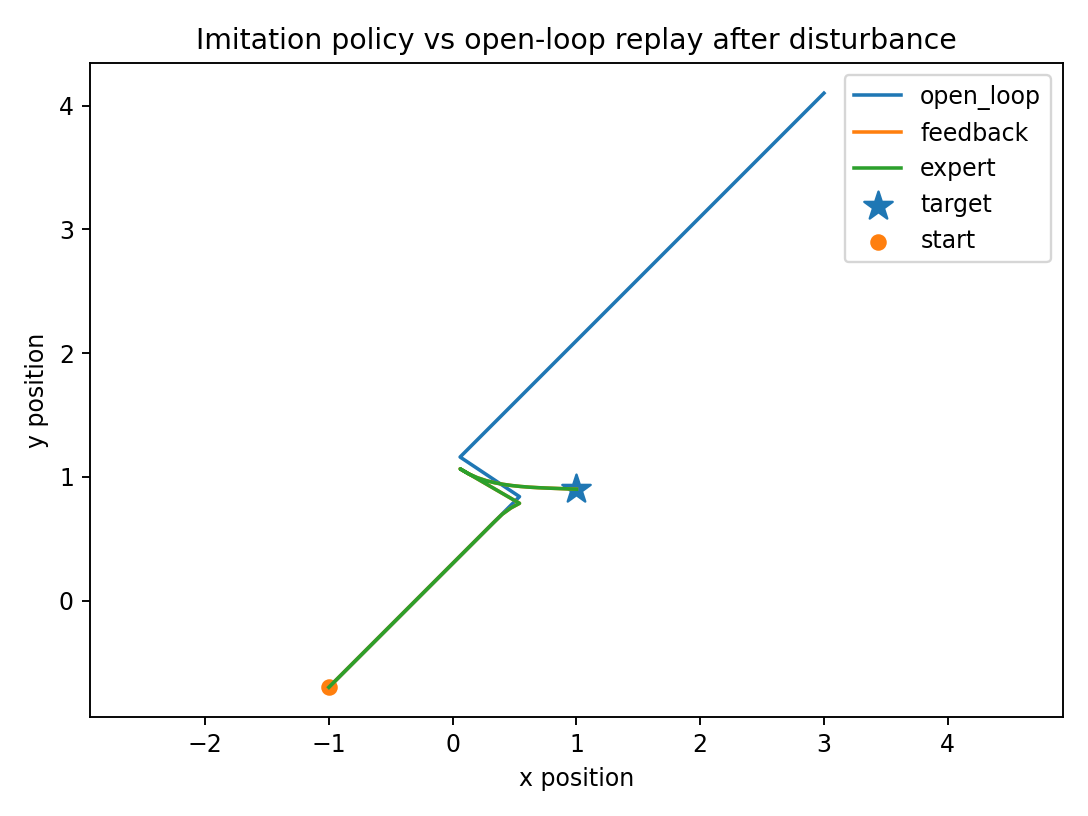 Imitation policy vs open-loop replay after disturbance
open_loop
feedback
expert
target
start
y position
4
3
2
1
0
−2
−1
0
1
2
3
4
x position